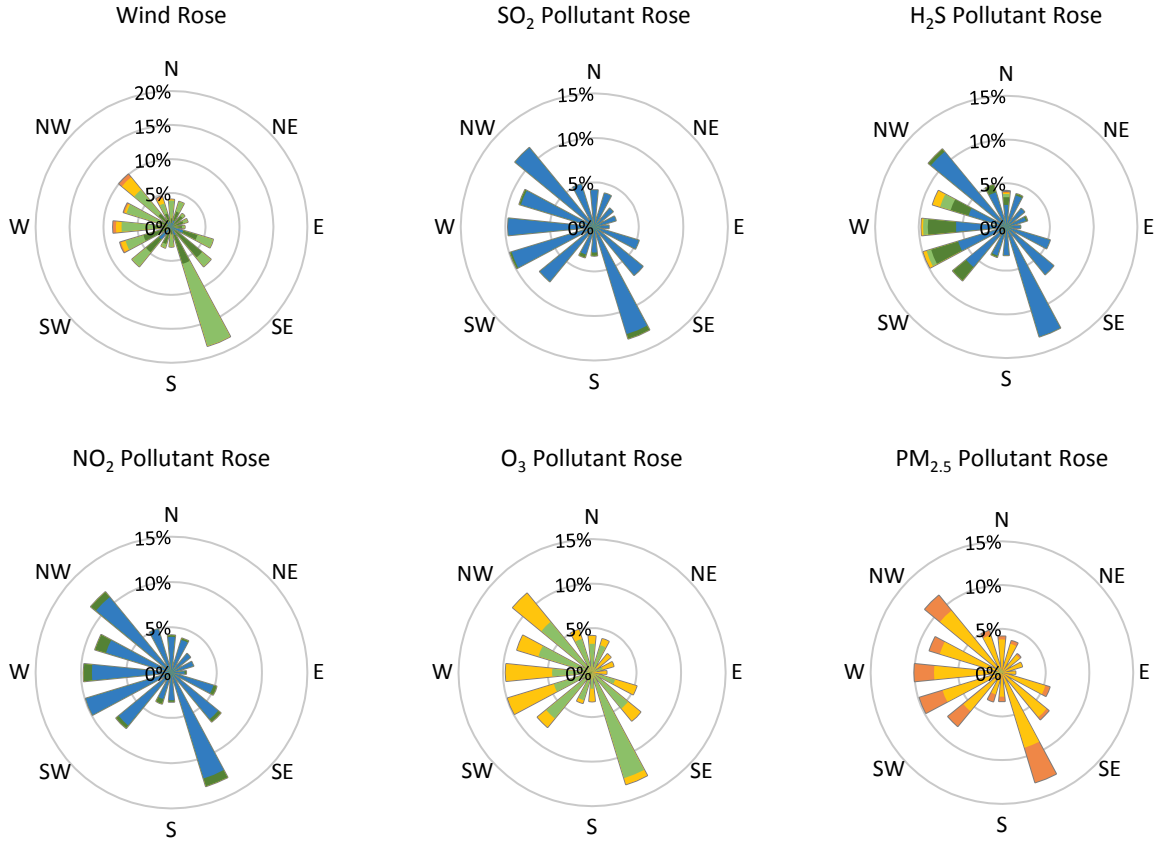 Wind Rose
N
20%
15%
10%
5%
0%
NW
NE
W
E
SW
SE
S
SO₂ Pollutant Rose
N
15%
10%
5%
0%
NW
NE
W
E
SW
SE
S
H₂S Pollutant Rose
N
15%
10%
5%
0%
NW
NE
W
E
SW
SE
S
NO₂ Pollutant Rose
N
15%
10%
5%
0%
NW
NE
W
E
SW
SE
S
O₃ Pollutant Rose
N
15%
10%
5%
0%
NW
NE
W
E
SW
SE
S
PM₂.₅ Pollutant Rose
N
15%
10%
5%
0%
NW
NE
W
E
SW
SE
S